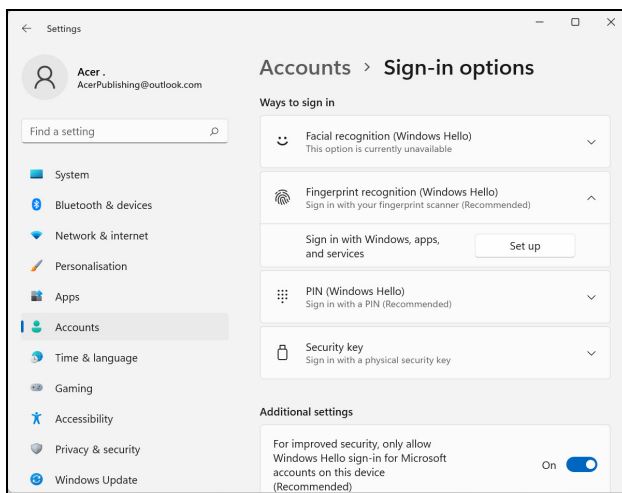 Settings
Acer .
AcerPublishing@outlook.com
Find a setting
System
Bluetooth & devices
Network & internet
Personalisation
Apps
Accounts
Time & language
Gaming
Accessibility
Privacy & security
Windows Update
Accounts > Sign-in options
Ways to sign in
Facial recognition (Windows Hello)
This option is currently unavailable
Fingerprint recognition (Windows Hello)
Sign in with your fingerprint scanner (Recommended)
Sign in with Windows, apps,
and services
Set up
PIN (Windows Hello)
Sign in with a PIN (Recommended)
Security key
Sign in with a physical security key
Additional settings
For improved security, only allow
Windows Hello sign-in for Microsoft
accounts on this device
(Recommended)
On